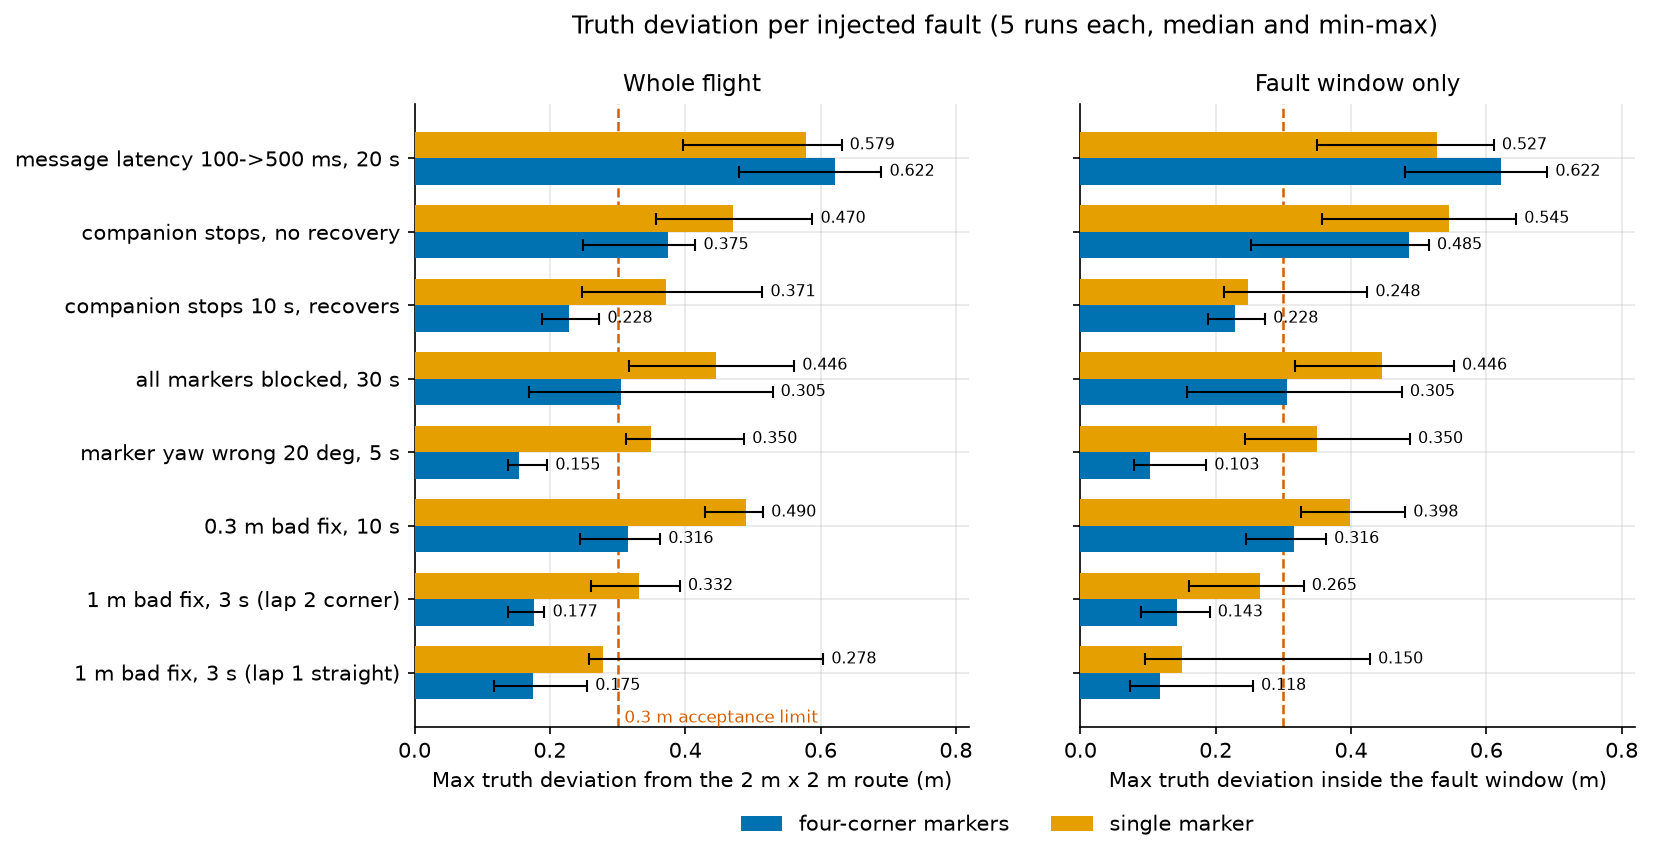 Truth deviation per injected fault (5 runs each, median and min-max)
Whole flight
Fault window only
message latency 100->500 ms, 20 s
0.579
0.622
0.527
0.622
companion stops, no recovery
0.470
0.375
0.545
0.485
companion stops 10 s, recovers
0.371
0.228
0.248
0.228
all markers blocked, 30 s
0.446
0.305
0.446
0.305
marker yaw wrong 20 deg, 5 s
0.350
0.155
0.350
0.103
0.3 m bad fix, 10 s
0.490
0.316
0.398
0.316
1 m bad fix, 3 s (lap 2 corner)
0.332
0.177
0.265
0.143
1 m bad fix, 3 s (lap 1 straight)
0.278
0.175
0.150
0.118
0.3 m acceptance limit
0.0 0.2 0.4 0.6 0.8
0.0 0.2 0.4 0.6 0.8
Max truth deviation from the 2 m x 2 m route (m)
Max truth deviation inside the fault window (m)
four-corner markers
single marker